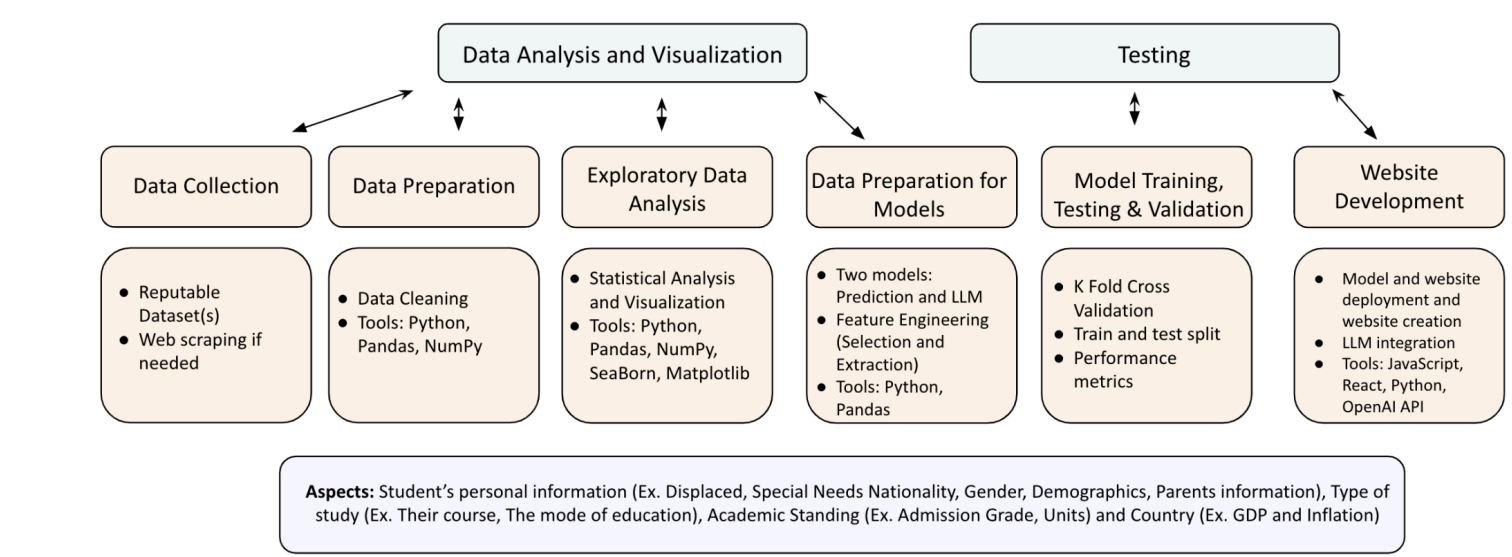 Data Analysis and Visualization
Testing
Data Collection
Data Preparation
Exploratory Data
Analysis
Data Preparation for
Models
Model Training,
Testing & Validation
Website
Development
● Reputable
Dataset(s)
● Web scraping if
needed
● Data Cleaning
● Tools: Python,
Pandas, NumPy
● Statistical Analysis
and Visualization
● Tools: Python,
Pandas, NumPy,
SeaBorn, Matplotlib
● Two models:
Prediction and LLM
● Feature Engineering
(Selection and
Extraction)
● Tools: Python,
Pandas
● K Fold Cross
Validation
● Train and test split
● Performance
metrics
● Model and website
deployment and
website creation
● LLM integration
● Tools: JavaScript,
React, Python,
OpenAI API
Aspects: Student’s personal information (Ex. Displaced, Special Needs Nationality, Gender, Demographics, Parents information), Type of
study (Ex. Their course, The mode of education), Academic Standing (Ex. Admission Grade, Units) and Country (Ex. GDP and Inflation)